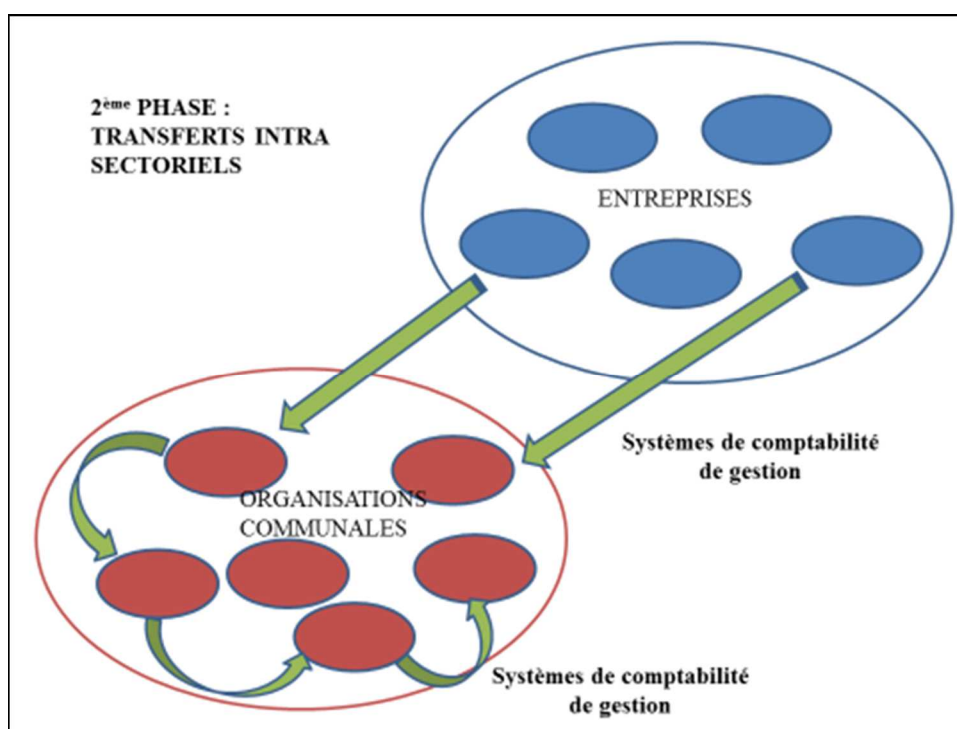 2ème PHASE :
TRANSFERTS INTRA
SECTORIELS
ENTREPRISES
Systèmes de comptabilité
de gestion
ORGANISATIONS
COMMUNALES
Systèmes de comptabilité
de gestion